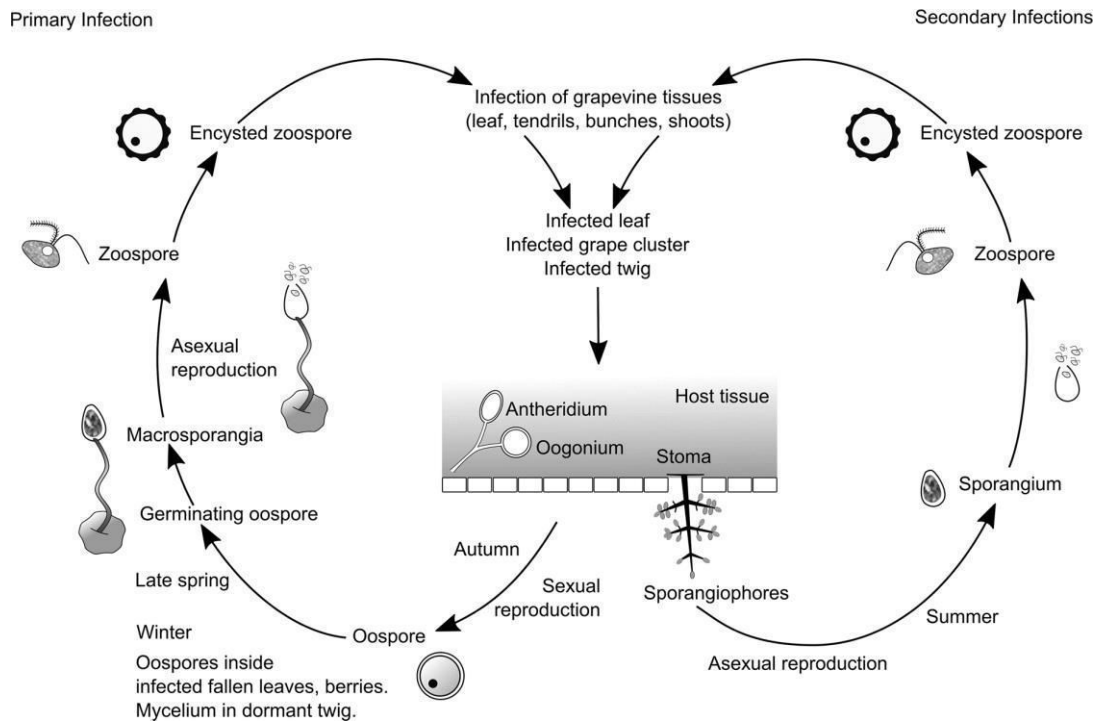 Primary Infection
Secondary Infections
Infection of grapevine tissues
(leaf, tendrils, bunches, shoots)
Encysted zoospore
Encysted zoospore
Infected leaf
Infected grape cluster
Infected twig
Zoospore
Zoospore
Asexual
reproduction
Antheridium
Host tissue
Oogonium
Stoma
Macrosporangia
Sporangium
Germinating oospore
Autumn
Late spring
Sexual
reproduction
Sporangiophores
Summer
Winter
Oospore
Asexual reproduction
Oospores inside
infected fallen leaves, berries.
Mycelium in dormant twig.